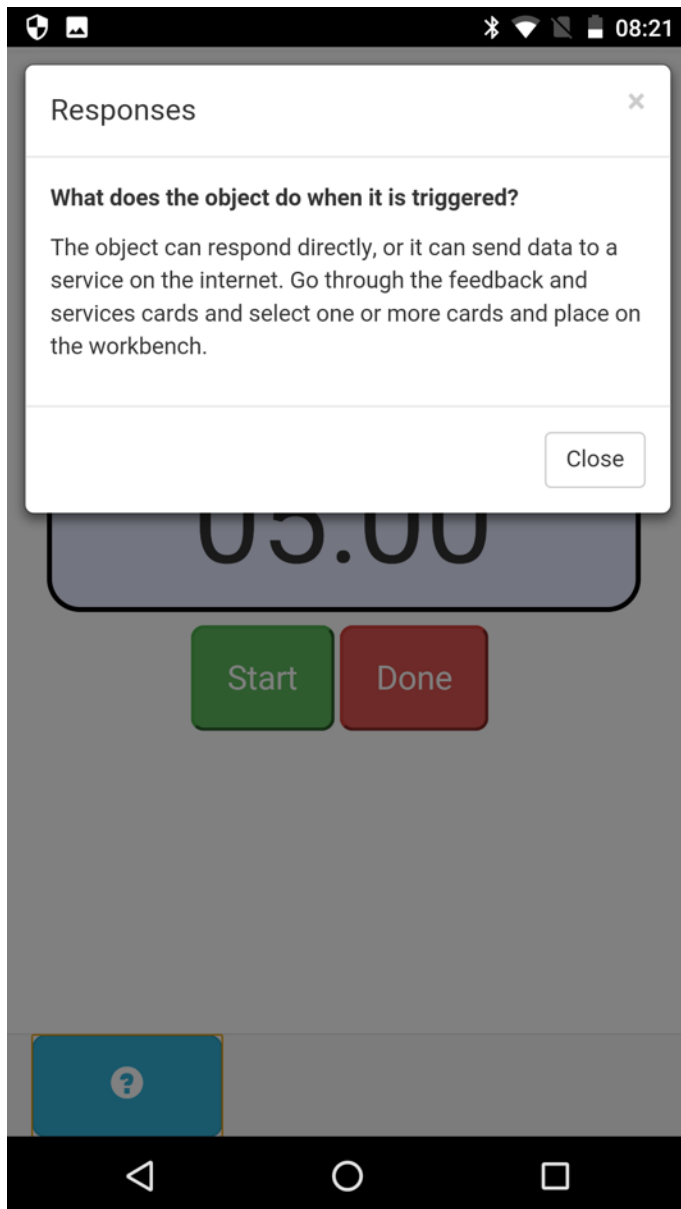 08:21
Responses
×
What does the object do when it is triggered?
The object can respond directly, or it can send data to a
service on the internet. Go through the feedback and
services cards and select one or more cards and place on
the workbench.
Close
05.00
Start Done
?